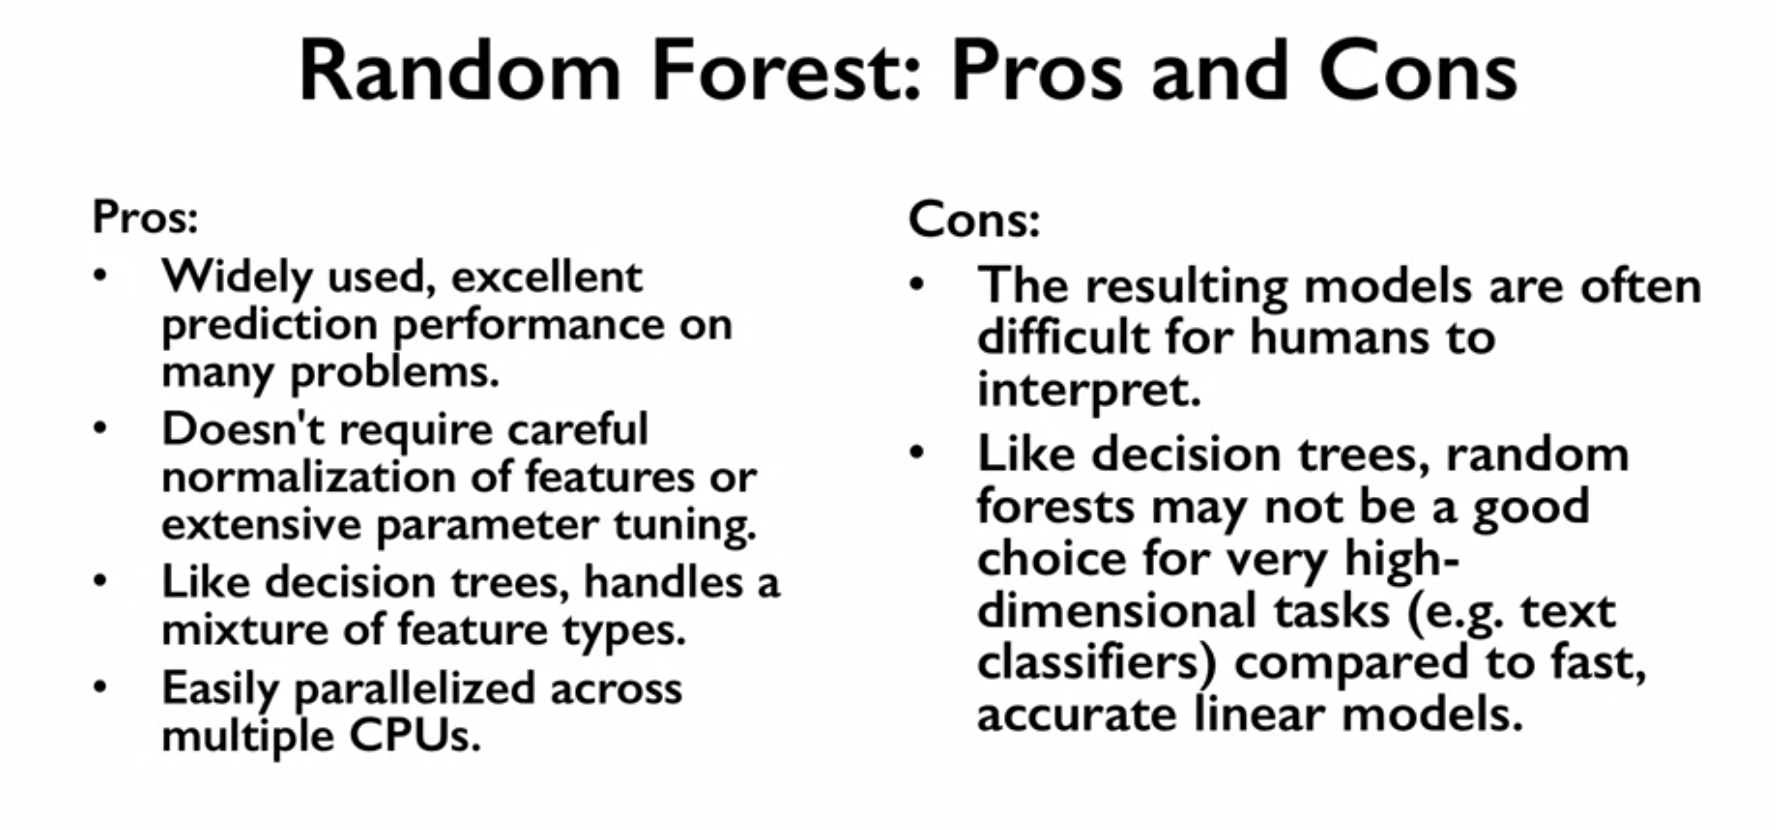 Random Forest: Pros and Cons
Pros:
• Widely used, excellent
prediction performance on
many problems.
• Doesn't require careful
normalization of features or
extensive parameter tuning.
• Like decision trees, handles a
mixture of feature types.
• Easily parallelized across
multiple CPUs.
Cons:
• The resulting models are often
difficult for humans to
interpret.
• Like decision trees, random
forests may not be a good
choice for very high-
dimensional tasks (e.g. text
classifiers) compared to fast,
accurate linear models.